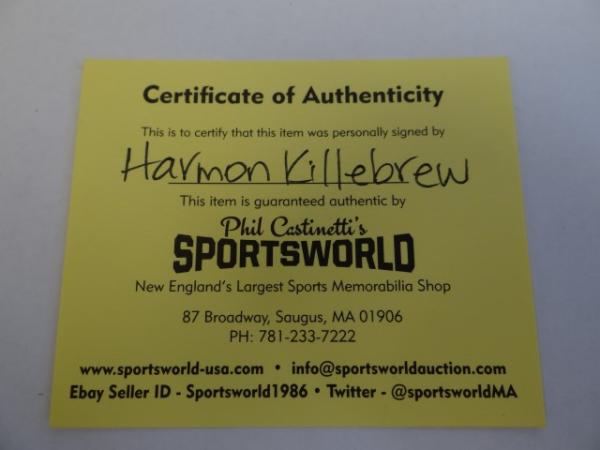 Certificate of Authenticity
This is to certify that this item was personally signed by
Harmon Killebrew
This item is guaranteed authentic by
Phil Castinetti's
SPORTSWORLD
New England's Largest Sports Memorabilia Shop
87 Broadway, Saugus, MA 01906
PH: 781-233-7222
www.sportsworld-usa.com • info@sportsworldauction.com
Ebay Seller ID - Sportsworld1986 • Twitter - @sportsworldMA